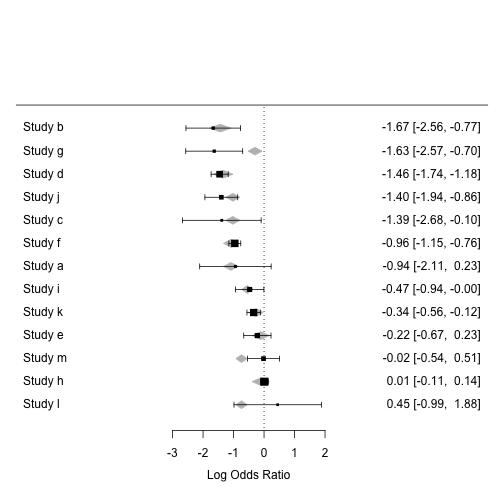 Study b -1.67 [-2.56, -0.77]
Study g -1.63 [-2.57, -0.70]
Study d -1.46 [-1.74, -1.18]
Study j -1.40 [-1.94, -0.86]
Study c -1.39 [-2.68, -0.10]
Study f -0.96 [-1.15, -0.76]
Study a -0.94 [-2.11, 0.23]
Study i -0.47 [-0.94, -0.00]
Study k -0.34 [-0.56, -0.12]
Study e -0.22 [-0.67, 0.23]
Study m -0.02 [-0.54, 0.51]
Study h 0.01 [-0.11, 0.14]
Study l 0.45 [-0.99, 1.88]
-3 -2 -1 0 1 2
Log Odds Ratio